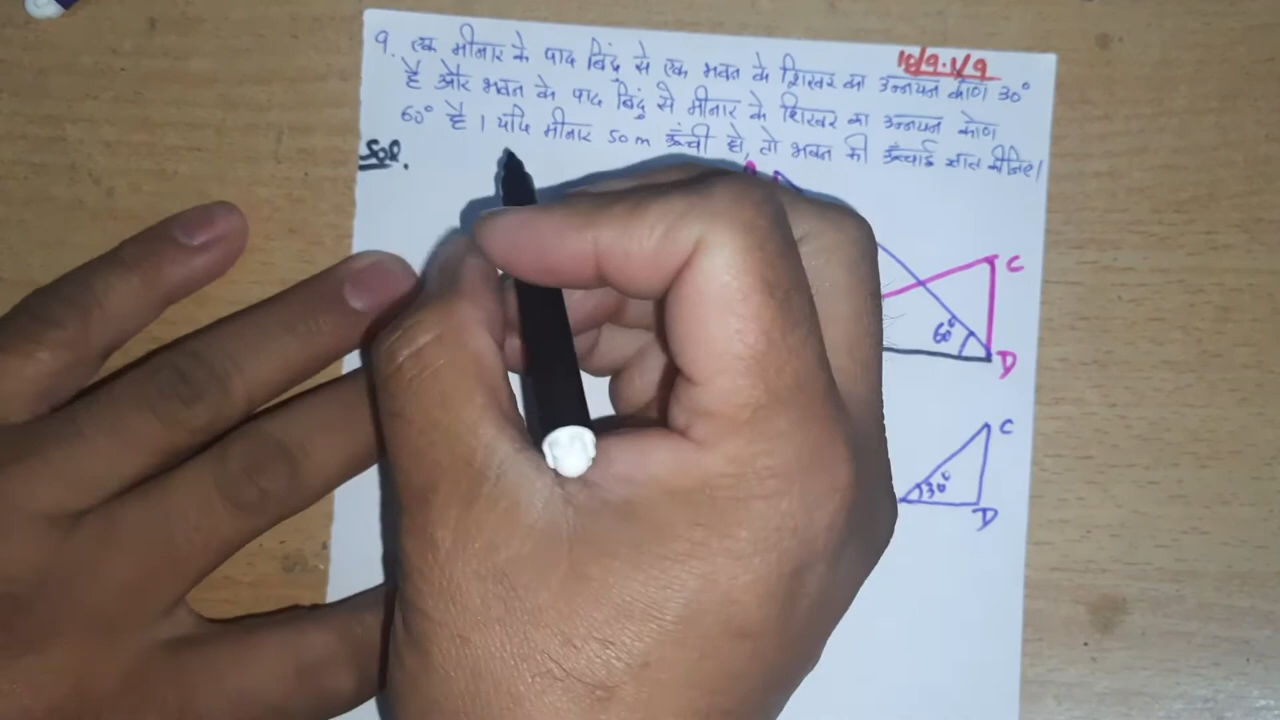 9. एक मीनार के पाद बिंदु से एक भवन के शिखर का उन्नयन कोण 30°
है और भवन के पाद बिंदु से मीनार के शिखर का उन्नयन कोण
60° है। यदि मीनार 50m ऊँची हो, तो भवन की ऊँचाई ज्ञात कीजिए।
Sol.
C
60°
D
C
30°
D